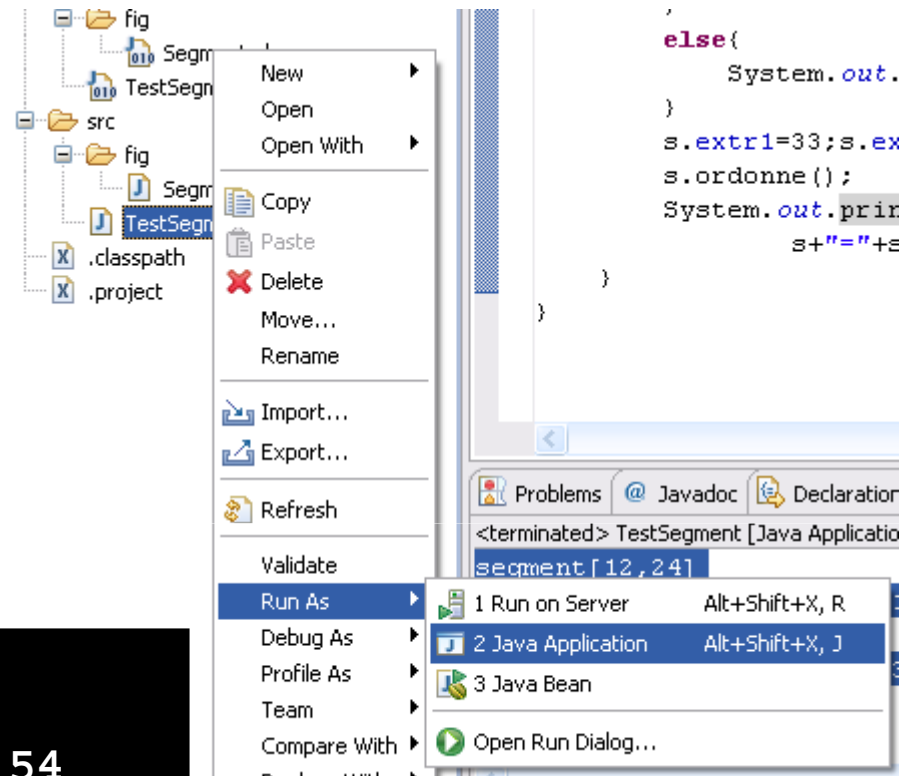 fig
Segm
TestSegn
src
fig
Segm
TestSegn
.classpath
.project
New
Open
Open With
Copy
Paste
Delete
Move...
Rename
Import...
Export...
Refresh
Validate
Run As
Debug As
Profile As
Team
Compare With
1 Run on Server Alt+Shift+X, R
2 Java Application Alt+Shift+X, J
3 Java Bean
Open Run Dialog...
else{
System.out.
}
s.extr1=33;s.ex
s.ordonne();
System.out.prin
s+"="+s
}
}
Problems @ Javadoc Declaration
<terminated> TestSegment [Java Applicatio
segment[12,24]
54